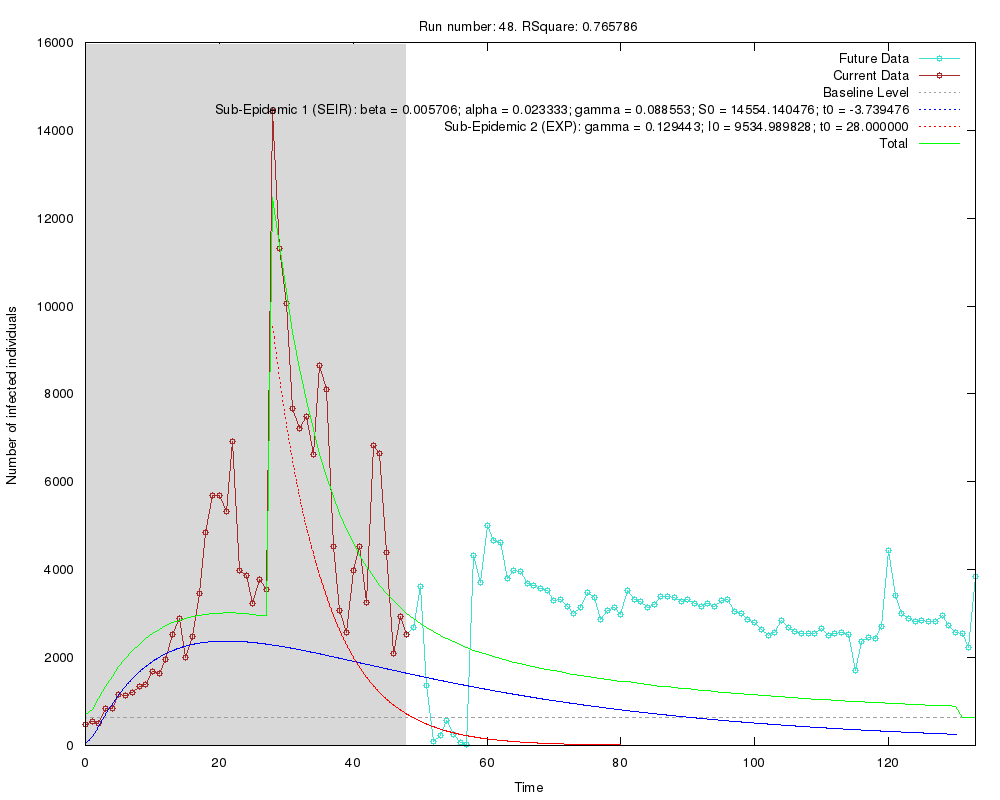 Run number: 48. RSquare: 0.765786
16000
14000
12000
10000
8000
6000
4000
2000
0
Number of infected individuals
Future Data
Current Data
Baseline Level
Sub-Epidemic 1 (SEIR): beta = 0.005706; alpha = 0.023333; gamma = 0.088553; S0 = 14554.140476; t0 = -3.739476
Sub-Epidemic 2 (EXP): gamma = 0.129443; I0 = 9534.989828; t0 = 28.000000
Total
0 20 40 60 80 100 120
Time